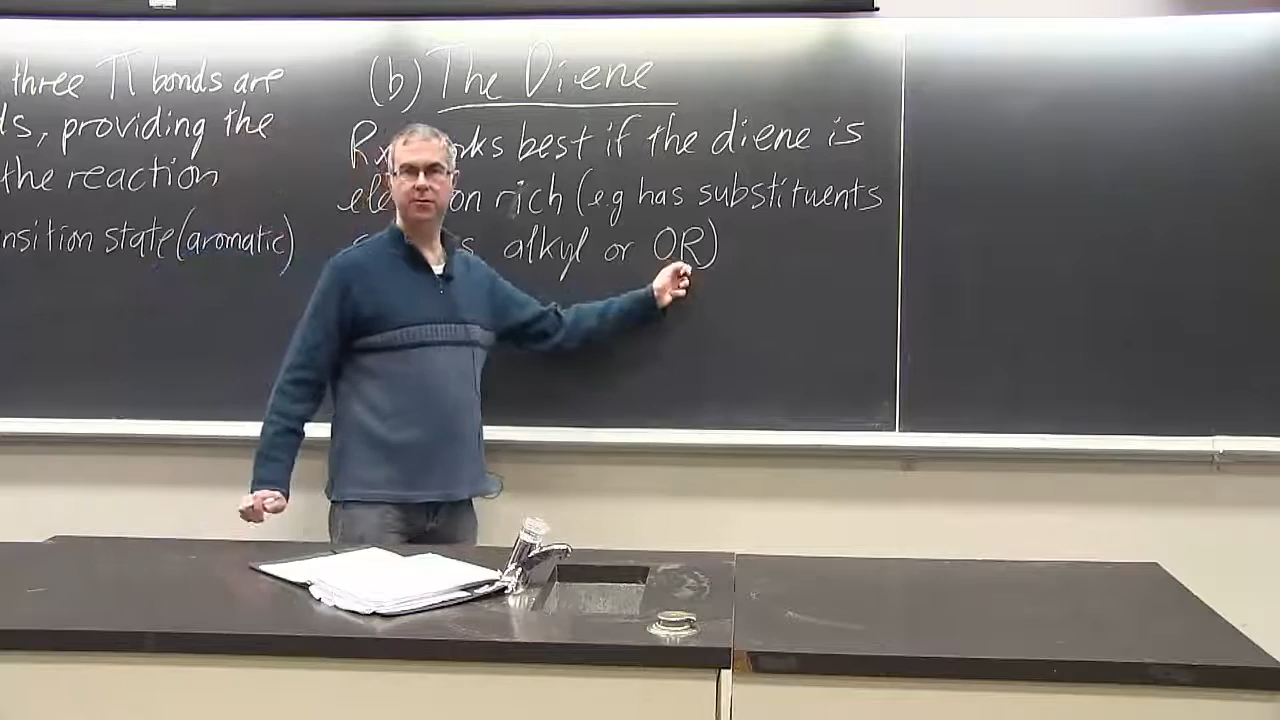 three π bonds are
ds, providing the
the reaction
nsition state (aromatic)
(b) The Diene
Rx works best if the diene is
ele on rich (e.g has substituents
s alkyl or OR)